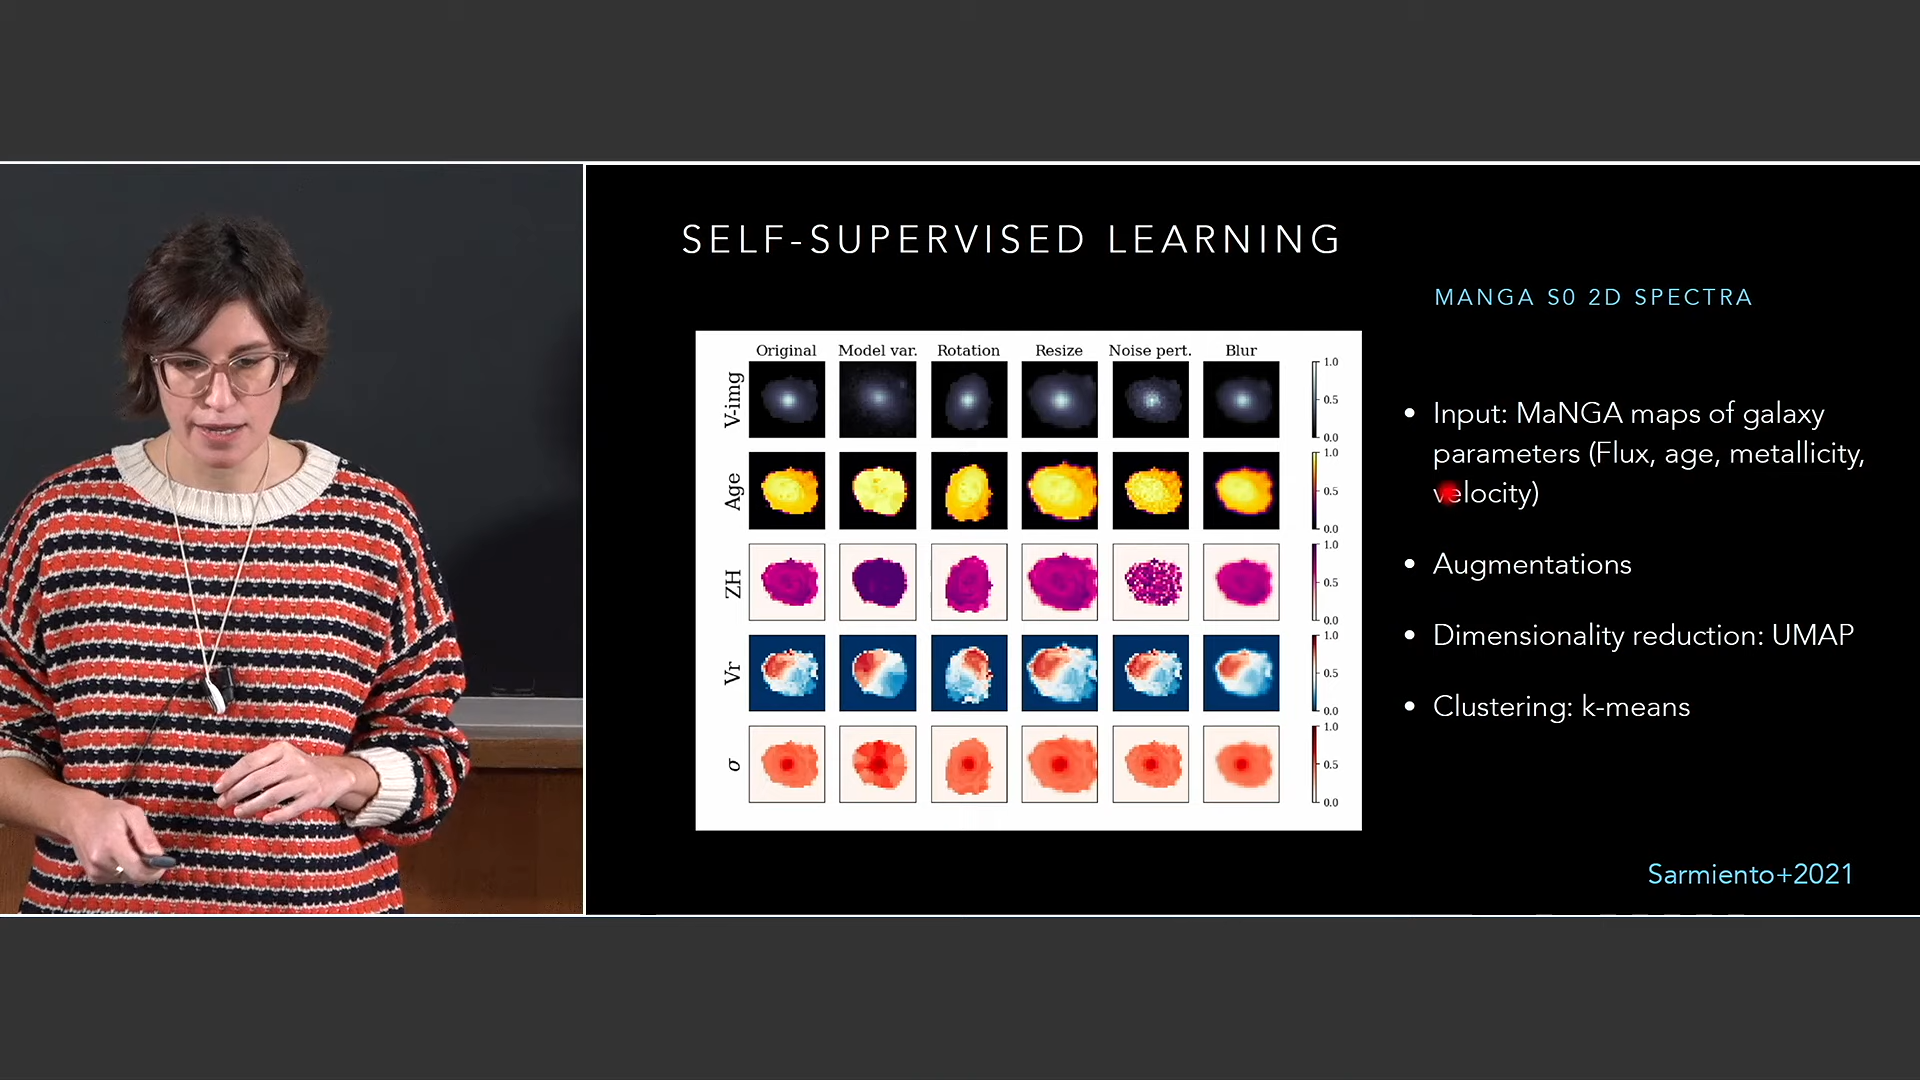 SELF-SUPERVISED LEARNING
MANGA S0 2D SPECTRA
Original Model var. Rotation Resize Noise pert. Blur
V-img
1.0
0.5
0.0
Age
1.0
0.5
0.0
ZH
1.0
0.5
0.0
Vr
1.0
0.5
0.0
σ
1.0
0.5
0.0
• Input: MaNGA maps of galaxy
parameters (Flux, age, metallicity,
velocity)
• Augmentations
• Dimensionality reduction: UMAP
• Clustering: k-means
Sarmiento+2021